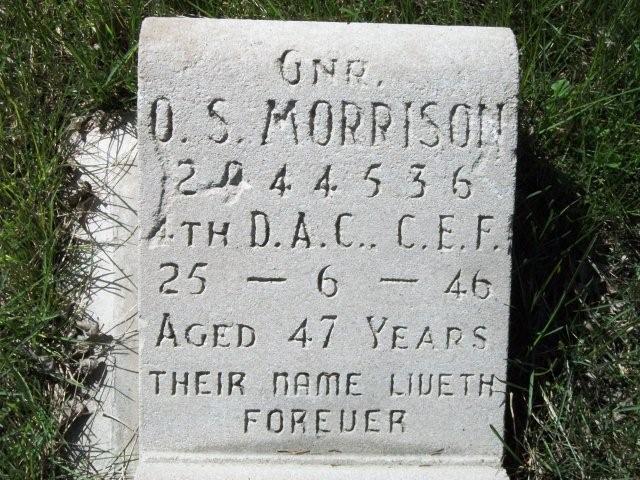 GNR.
O. S. MORRISON
2044536
4TH D.A.C., C.E.F.
25 — 6 — 46
AGED 47 YEARS
THEIR NAME LIVETH
FOREVER